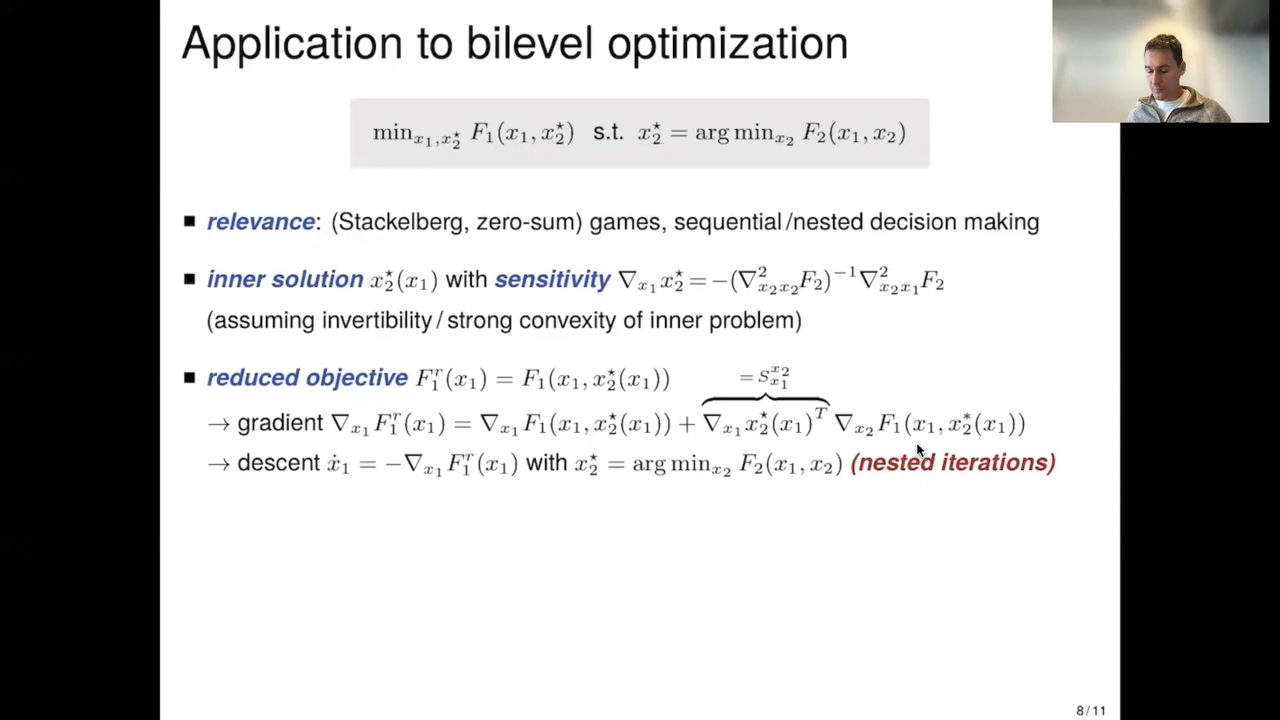 Application to bilevel optimization
min_{x_1,x_2^⋆} F_1(x_1, x_2^⋆) s.t. x_2^⋆ = arg min_{x_2} F_2(x_1, x_2)
■ relevance: (Stackelberg, zero-sum) games, sequential/nested decision making
■ inner solution x_2^⋆(x_1) with sensitivity ∇_{x_1} x_2^⋆ = −(∇²_{x_2x_2} F_2)^{−1} ∇²_{x_2x_1} F_2
(assuming invertibility / strong convexity of inner problem)
■ reduced objective F_1^r(x_1) = F_1(x_1, x_2^⋆(x_1))
= S_{x_1}^{x_2}
→ gradient ∇_{x_1} F_1^r(x_1) = ∇_{x_1} F_1(x_1, x_2^⋆(x_1)) + ∇_{x_1} x_2^⋆(x_1)^T ∇_{x_2} F_1(x_1, x_2^*(x_1))
→ descent ẋ_1 = −∇_{x_1} F_1^r(x_1) with x_2^⋆ = arg min_{x_2} F_2(x_1, x_2) (nested iterations)
8/11